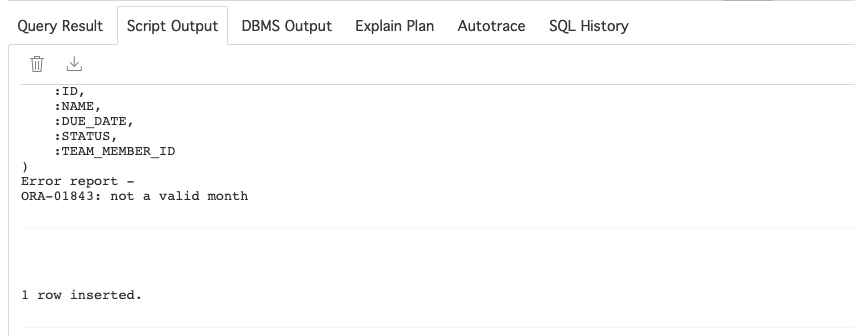 Query Result Script Output DBMS Output Explain Plan Autotrace SQL History
:ID,
:NAME,
:DUE_DATE,
:STATUS,
:TEAM_MEMBER_ID
)
Error report -
ORA-01843: not a valid month
1 row inserted.